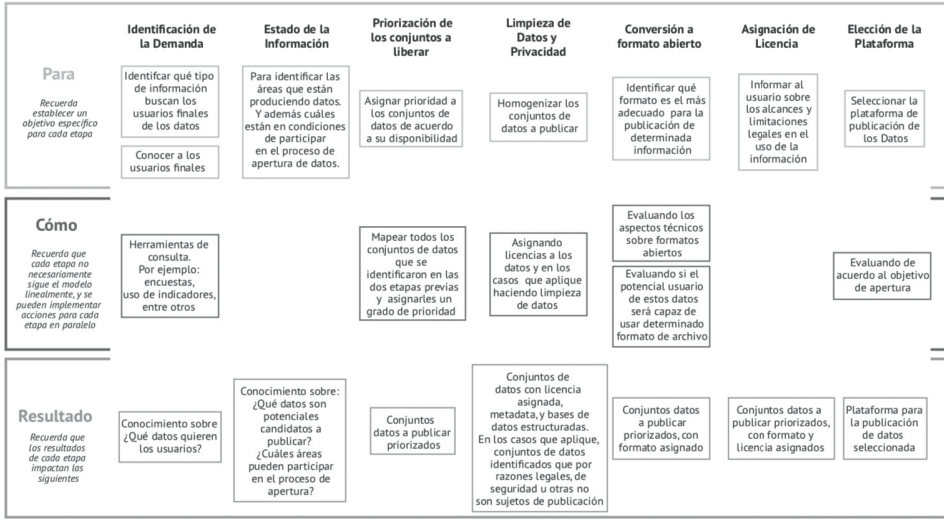 Identificación de
la Demanda
Estado de la
Información
Priorización de
los conjuntos a
liberar
Limpieza de
Datos y
Privacidad
Conversión a
formato abierto
Asignación de
Licencia
Elección de la
Plataforma
Para
Recuerda
establecer un
objetivo específico
para cada etapa
Identifcar qué tipo
de información
buscan los
usuarios finales
de los datos
Conocer a los
usuarios finales
Para identificar las
áreas que están
produciendo datos.
Y además cuáles
están en condiciones
de participar
en el proceso de
apertura de datos.
Asignar prioridad a
los conjuntos de
datos de acuerdo
a su disponibilidad
Homogenizar los
conjuntos de
datos a publicar
Identificar qué
formato es el más
adecuado para la
publicación de
determinada
información
Informar al
usuario sobre
los alcances y
limitaciones
legales en el
uso de la
información
Seleccionar la
plataforma de
publicación de
los Datos
Cómo
Recuerda que
cada etapa no
necesariamente
sigue el modelo
linealmente, y se
pueden implementar
acciones para cada
etapa en paralelo
Herramientas de
consulta.
Por ejemplo:
encuestas,
uso de indicadores,
entre otros
Mapear todos los
conjuntos de datos
que se
identificaron en las
dos etapas previas
y asignarles un
grado de prioridad
Asignando
licencias a los
datos y en los
casos que aplique
haciendo limpieza
de datos
Evaluando los
aspectos técnicos
sobre formatos
abiertos
Evaluando si el
potencial usuario
de estos datos
será capaz de
usar determinado
formato de archivo
Evaluando de
acuerdo al objetivo
de apertura
Resultado
Recuerda que
los resultados
de cada etapa
impactan las
siguientes
Conocimiento sobre
¿Qué datos quieren
los usuarios?
Conocimiento sobre:
¿Qué datos son
potenciales
candidatos a
publicar?
¿Cuáles áreas
pueden participar
en el proceso de
apertura?
Conjuntos
datos a publicar
priorizados
Conjuntos de
datos con licencia
asignada,
metadata, y bases de
datos estructuradas.
En los casos que aplique,
conjuntos de datos
identificados que por
razones legales, de
seguridad u otras no
son sujetos de publicación
Conjuntos datos
a publicar
priorizados, con
formato asignado
Conjuntos datos a
publicar priorizados,
con formato y
licencia asignados
Plataforma para
la publicación
de datos
seleccionada